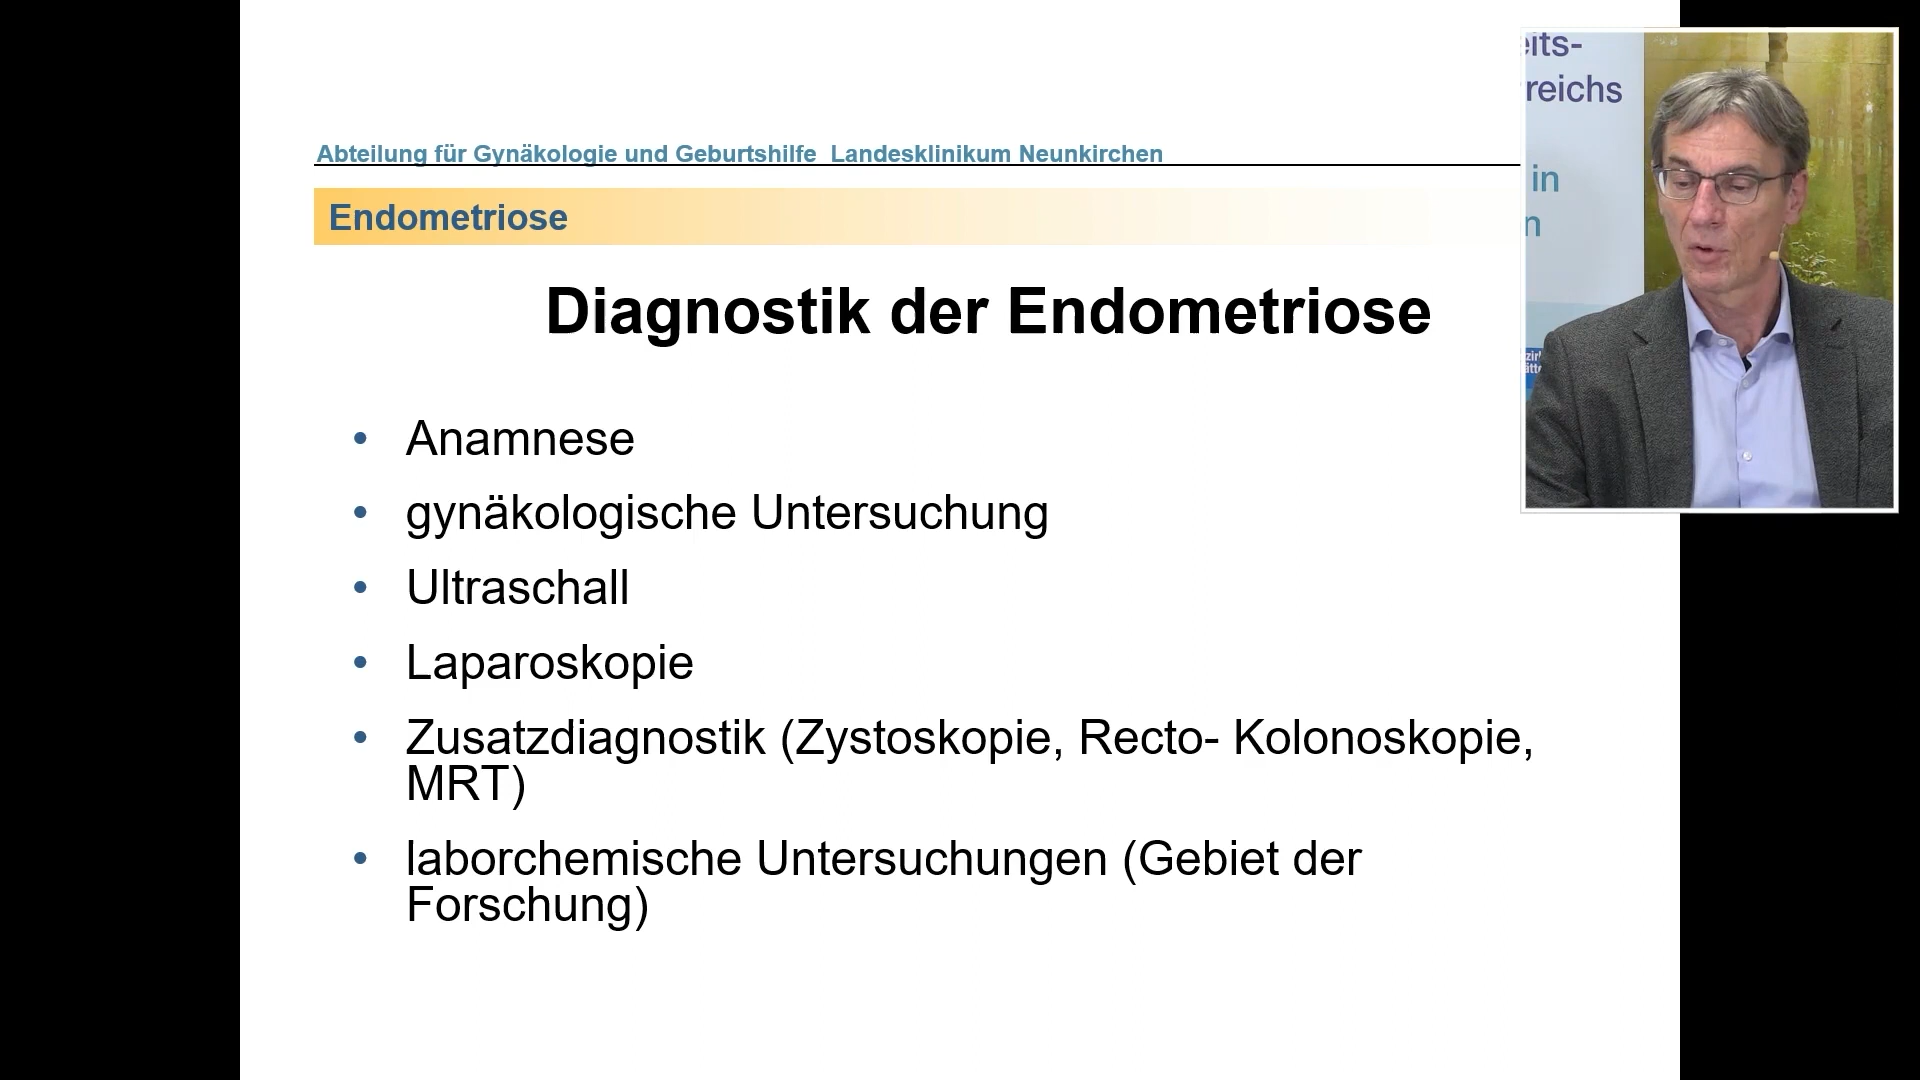 Abteilung für Gynäkologie und Geburtshilfe Landesklinikum Neunkirchen
Endometriose
Diagnostik der Endometriose
• Anamnese
• gynäkologische Untersuchung
• Ultraschall
• Laparoskopie
• Zusatzdiagnostik (Zystoskopie, Recto- Kolonoskopie,
MRT)
• laborchemische Untersuchungen (Gebiet der
Forschung)
eits-
reichs
in
n